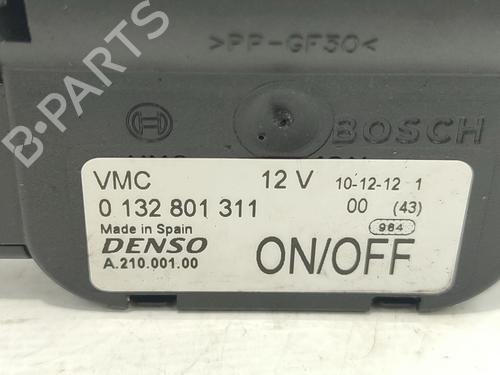 >PP-GF30<
BOSCH
VMC 12 V 10-12-12 1
0 132 801 311 00 (43)
Made in Spain 964
DENSO ON/OFF
A.210.001.00
B-PARTS